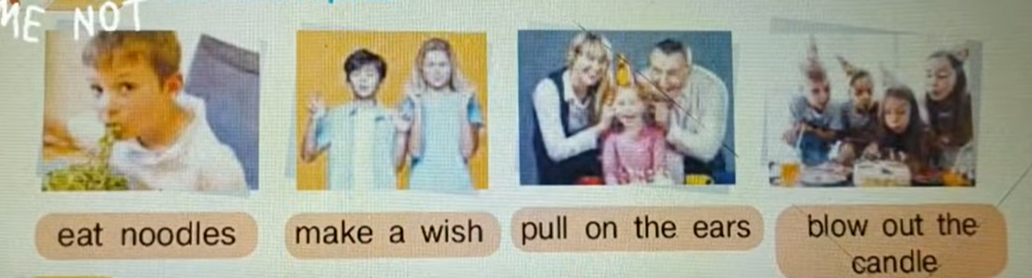 ME NOT
eat noodles
make a wish
pull on the ears
blow out the
candle